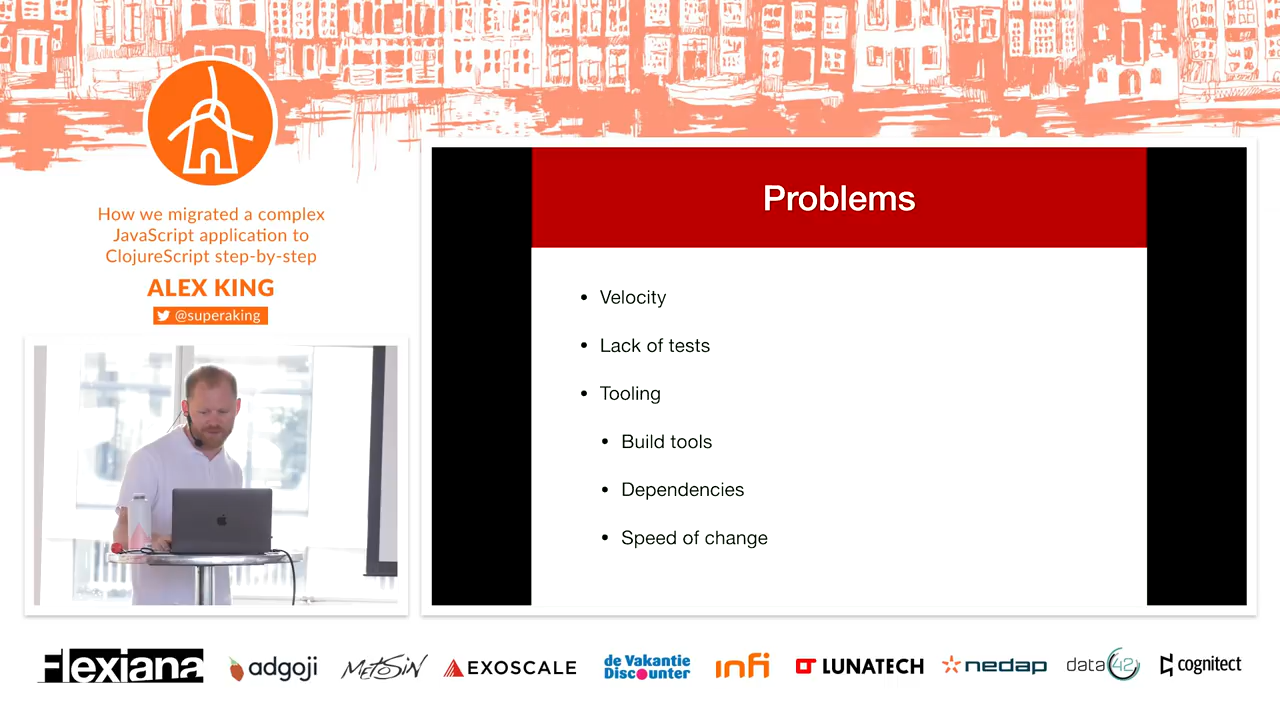 How we migrated a complex
JavaScript application to
ClojureScript step-by-step
ALEX KING
@superaking
Problems
• Velocity
• Lack of tests
• Tooling
• Build tools
• Dependencies
• Speed of change
Flexiana
adgoji
METOSIN
EXOSCALE
de Vakantie
Discounter
infi
LUNATECH
nedap
data42
cognitect